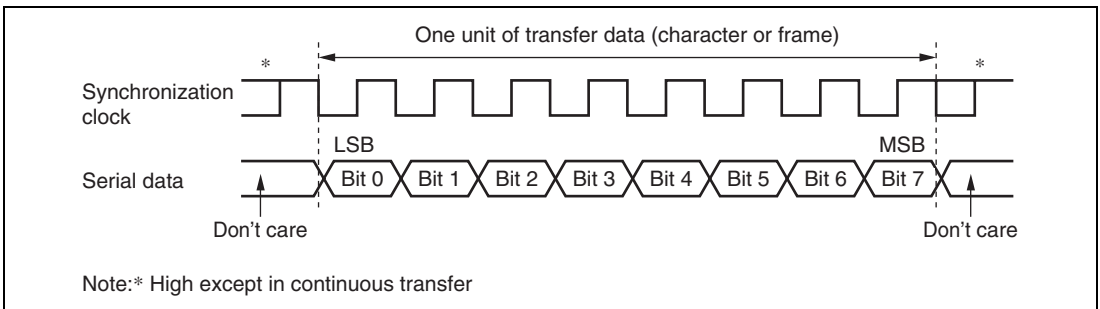 One unit of transfer data (character or frame)
* *
Synchronization
clock
LSB MSB
Serial data Bit 0 Bit 1 Bit 2 Bit 3 Bit 4 Bit 5 Bit 6 Bit 7
Don't care Don't care
Note:* High except in continuous transfer